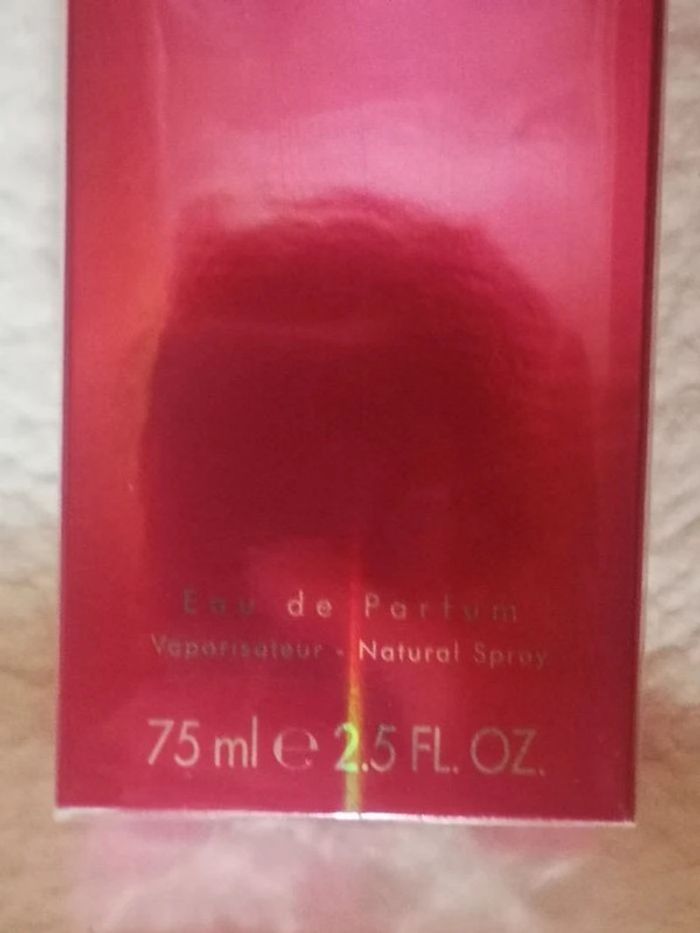 Eau de Parfum
Vaporisateur - Natural Spray
75 ml ℮ 2.5 FL. OZ.